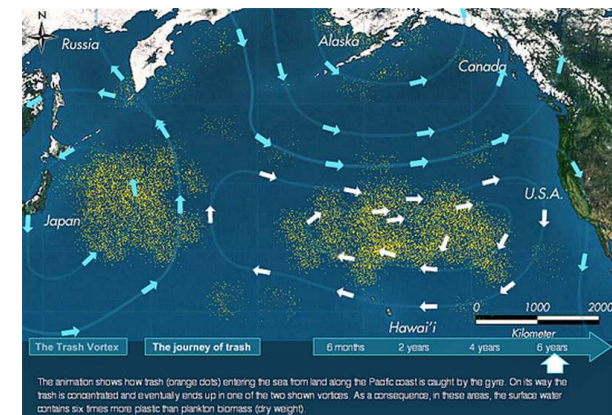 N
Russia
Alaska
Canada
U.S.A.
Japan
0 1000 2000
Hawai'i
Kilometer
The Trash Vortex
The journey of trash
6 months 2 years 4 years 6 years
The animation shows how trash (orange dots) entering the sea from land along the Pacific coast is caught by the gyre. On its way the
trash is concentrated and eventually ends up in one of the two shown vortices. As a consequence, in these areas, the surface water
contains six times more plastic than plankton biomass (dry weight).